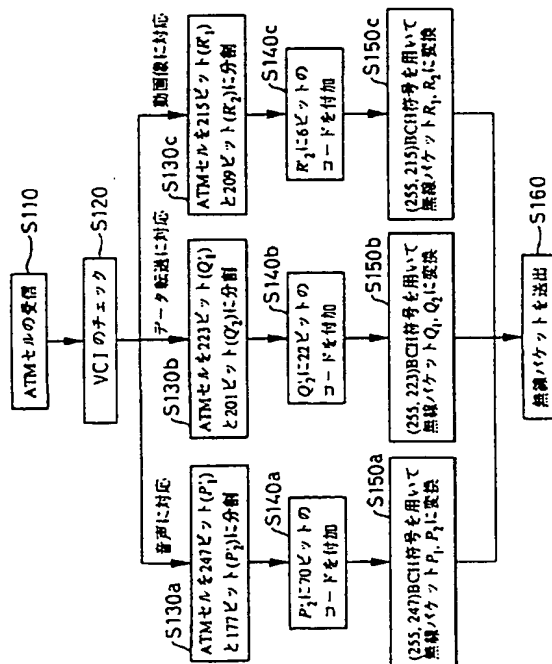 ATMセルの受信
S110
VCIのチェック
S120
音声に対応
データ転送に対応
動画像に対応
S130a
ATMセルを247ビット(P'₁)
と177ビット(P'₂)に分割
S130b
ATMセルを223ビット(Q'₁)
と201ビット(Q'₂)に分割
S130c
ATMセルを215ビット(R'₁)
と209ビット(R'₂)に分割
S140a
P'₂に70ビットの
コードを付加
S140b
Q'₂に22ビットの
コードを付加
S140c
R'₂に6ビットの
コードを付加
S150a
(255, 247)BCH符号を用いて
無線パケットP₁, P₂に変換
S150b
(255, 223)BCH符号を用いて
無線パケットQ₁, Q₂に変換
S150c
(255, 215)BCH符号を用いて
無線パケットR₁, R₂に変換
無線パケットを送出
S160